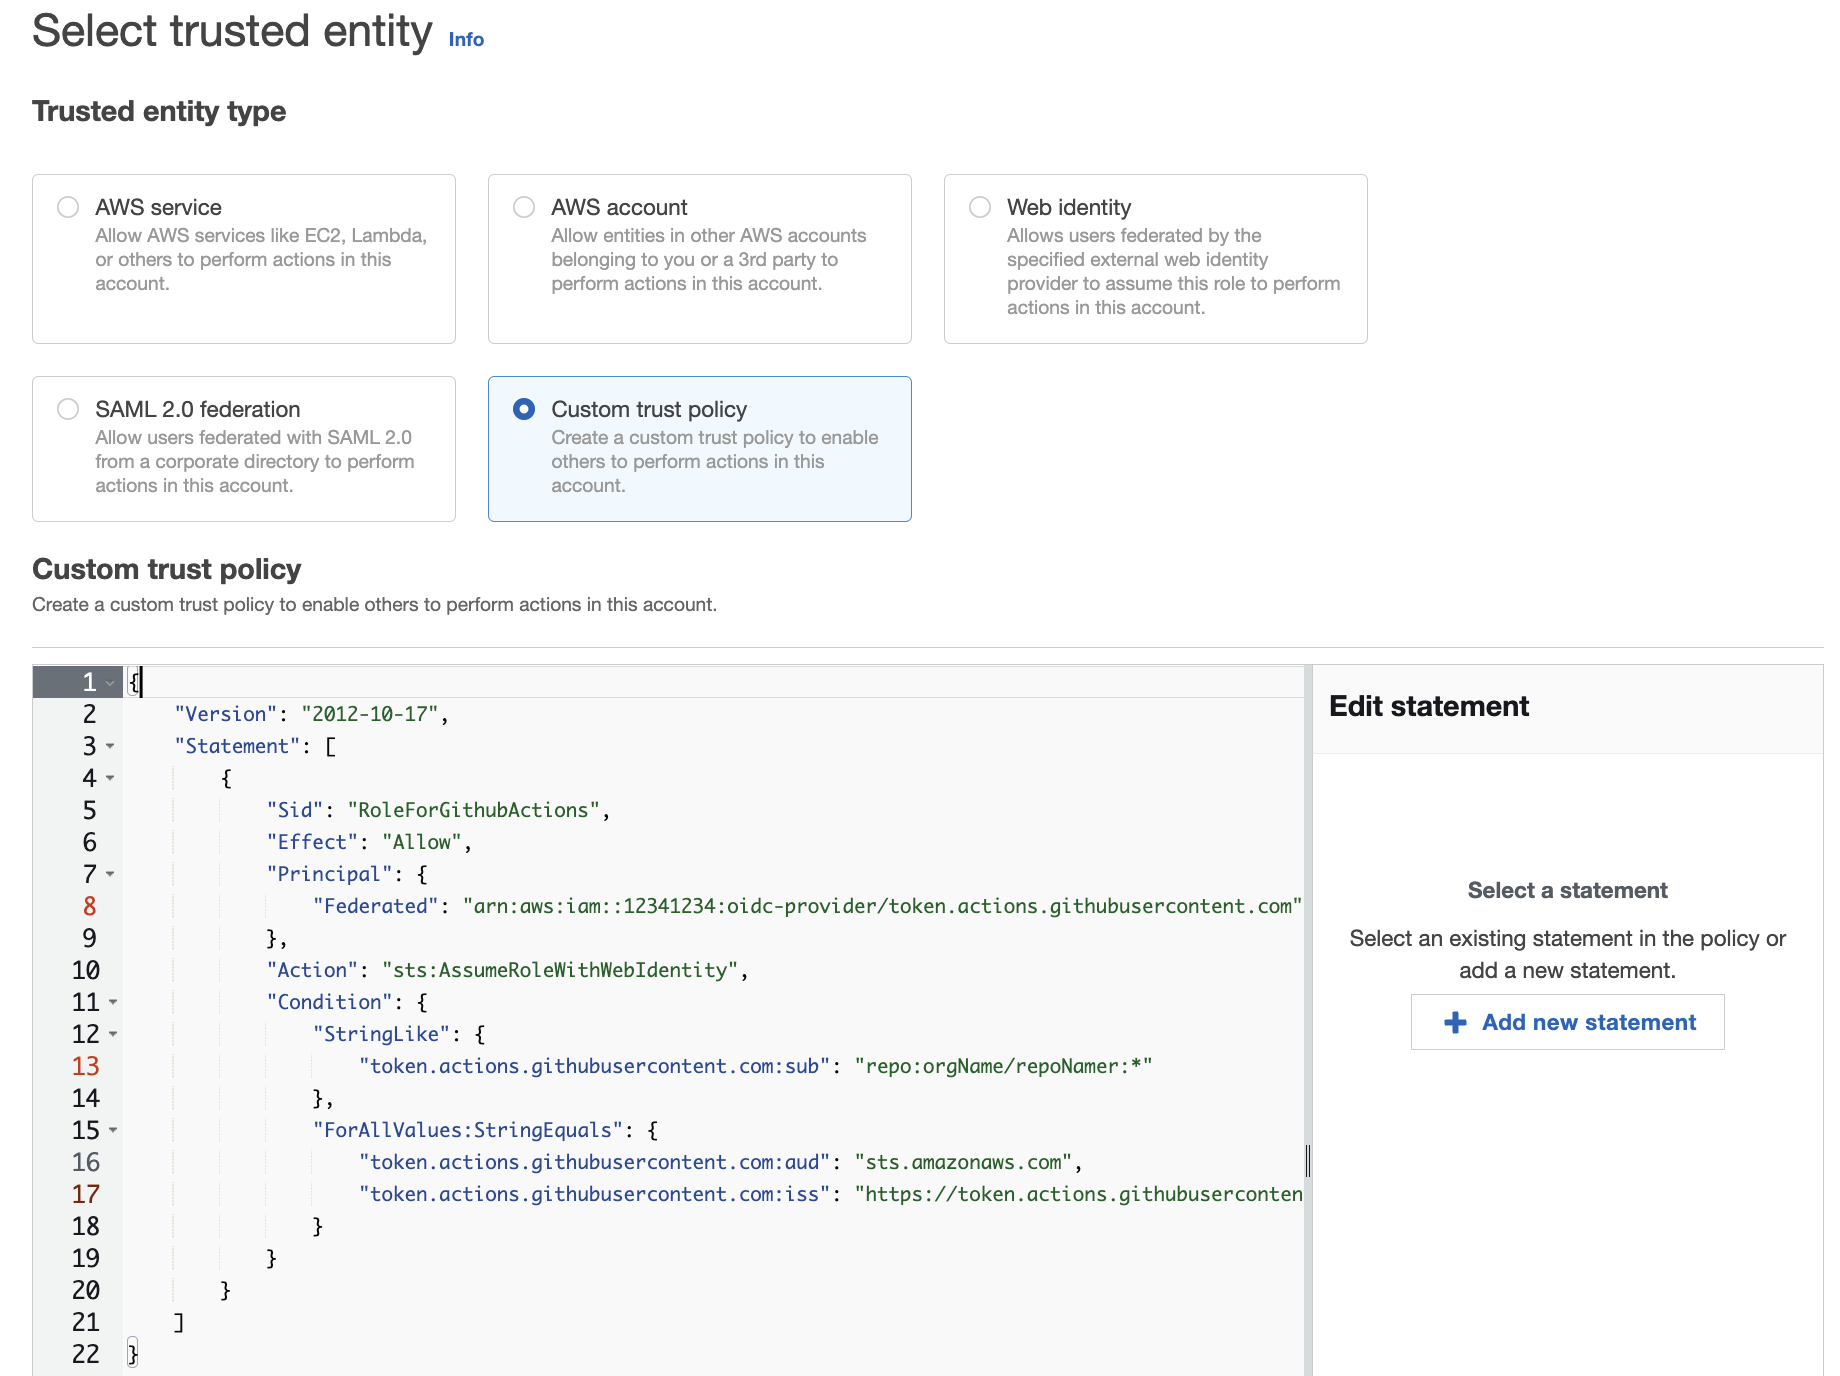 Select trusted entity Info
Trusted entity type
AWS service
Allow AWS services like EC2, Lambda,
or others to perform actions in this
account.
AWS account
Allow entities in other AWS accounts
belonging to you or a 3rd party to
perform actions in this account.
Web identity
Allows users federated by the
specified external web identity
provider to assume this role to perform
actions in this account.
SAML 2.0 federation
Allow users federated with SAML 2.0
from a corporate directory to perform
actions in this account.
Custom trust policy
Create a custom trust policy to enable
others to perform actions in this
account.
Custom trust policy
Create a custom trust policy to enable others to perform actions in this account.
1 {
2 "Version": "2012-10-17",
3 "Statement": [
4 {
5 "Sid": "RoleForGithubActions",
6 "Effect": "Allow",
7 "Principal": {
8 "Federated": "arn:aws:iam::12341234:oidc-provider/token.actions.githubusercontent.com"
9 },
10 "Action": "sts:AssumeRoleWithWebIdentity",
11 "Condition": {
12 "StringLike": {
13 "token.actions.githubusercontent.com:sub": "repo:orgName/repoNamer:*"
14 },
15 "ForAllValues:StringEquals": {
16 "token.actions.githubusercontent.com:aud": "sts.amazonaws.com",
17 "token.actions.githubusercontent.com:iss": "https://token.actions.githubuserconten
18 }
19 }
20 }
21 ]
22 }
Edit statement
Select a statement
Select an existing statement in the policy or
add a new statement.
+ Add new statement